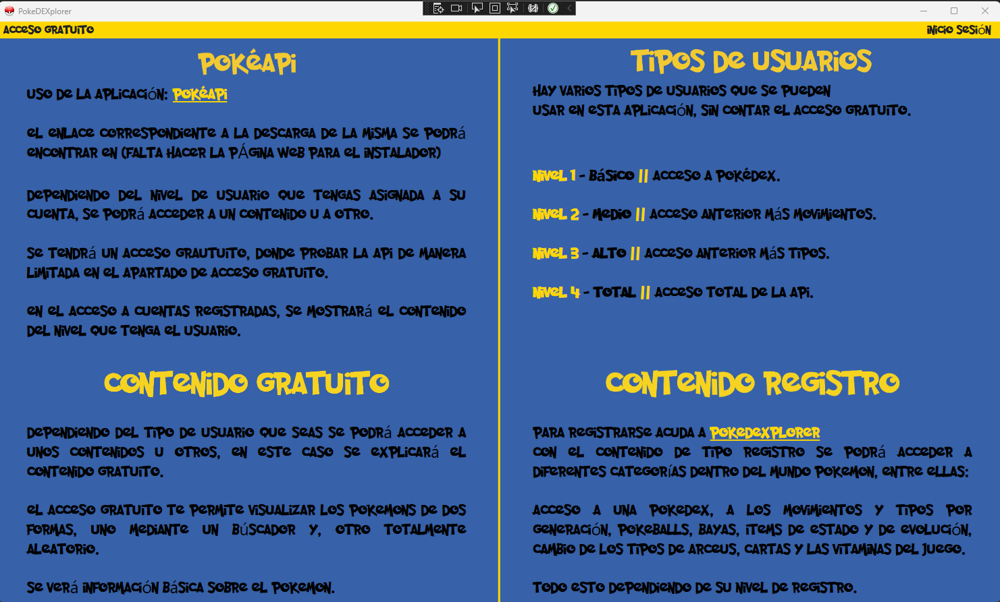 PokeDEXplorer
ACCESO GRATUITO
INICIO SESIÓN
POKÉAPI
USO DE LA APLICACIÓN: POKÉAPI
EL ENLACE CORRESPONDIENTE A LA DESCARGA DE LA MISMA SE PODRÁ
ENCONTRAR EN (FALTA HACER LA PÁGINA WEB PARA EL INSTALADOR)
DEPENDIENDO DEL NIVEL DE USUARIO QUE TENGAS ASIGNADA A SU
CUENTA, SE PODRÁ ACCEDER A UN CONTENIDO U A OTRO.
SE TENDRÁ UN ACCESO GRAUTUITO, DONDE PROBAR LA API DE MANERA
LIMITADA EN EL APARTADO DE ACCESO GRATUITO.
EN EL ACCESO A CUENTAS REGISTRADAS, SE MOSTRARÁ EL CONTENIDO
DEL NIVEL QUE TENGA EL USUARIO.
TIPOS DE USUARIOS
HAY VARIOS TIPOS DE USUARIOS QUE SE PUEDEN
USAR EN ESTA APLICACIÓN, SIN CONTAR EL ACCESO GRATUITO.
NIVEL 1 - BÁSICO || ACCESO A POKÉDEX.
NIVEL 2 - MEDIO || ACCESO ANTERIOR MÁS MOVIMIENTOS.
NIVEL 3 - ALTO || ACCESO ANTERIOR MÁS TIPOS.
NIVEL 4 - TOTAL || ACCESO TOTAL DE LA API.
CONTENIDO GRATUITO
DEPENDIENDO DEL TIPO DE USUARIO QUE SEAS SE PODRÁ ACCEDER A
UNOS CONTENIDOS U OTROS, EN ESTE CASO SE EXPLICARÁ EL
CONTENIDO GRATUITO.
EL ACCESO GRATUITO TE PERMITE VISUALIZAR LOS POKEMONS DE DOS
FORMAS, UNO MEDIANTE UN BÚSCADOR Y, OTRO TOTALMENTE
ALEATORIO.
SE VERÁ INFORMACIÓN BÁSICA SOBRE EL POKEMON.
CONTENIDO REGISTRO
PARA REGISTRARSE ACUDA A POKEDEXPLORER
CON EL CONTENIDO DE TIPO REGISTRO SE PODRÁ ACCEDER A
DIFERENTES CATEGORÍAS DENTRO DEL MUNDO POKEMON, ENTRE ELLAS:
ACCESO A UNA POKEDEX, A LOS MOVIMIENTOS Y TIPOS POR
GENERACIÓN, POKEBALLS, BAYAS, ITEMS DE ESTADO Y DE EVOLUCIÓN,
CAMBIO DE LOS TIPOS DE ARCEUS, CARTAS Y LAS VITAMINAS DEL JUEGO.
TODO ESTO DEPENDIENDO DE SU NIVEL DE REGISTRO.